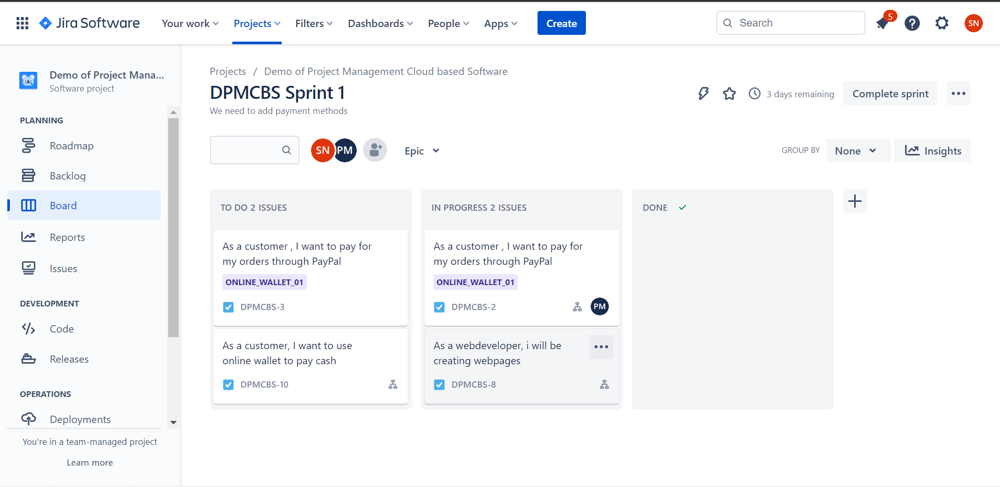 Jira Software
Your work
Projects
Filters
Dashboards
People
Apps
Create
Search
5
?
SN
Demo of Project Mana...
Software project
PLANNING
Roadmap
Backlog
Board
Reports
Issues
DEVELOPMENT
Code
Releases
OPERATIONS
Deployments
You're in a team-managed project
Learn more
Projects / Demo of Project Management Cloud based Software
DPMCBS Sprint 1
We need to add payment methods
3 days remaining
Complete sprint
SN
PM
Epic
GROUP BY
None
Insights
TO DO 2 ISSUES
As a customer , I want to pay for
my orders through PayPal
ONLINE_WALLET_01
DPMCBS-3
As a customer, I want to use
online wallet to pay cash
DPMCBS-10
IN PROGRESS 2 ISSUES
As a customer , I want to pay for
my orders through PayPal
ONLINE_WALLET_01
DPMCBS-2
PM
As a webdeveloper, i will be
creating webpages
DPMCBS-8
DONE